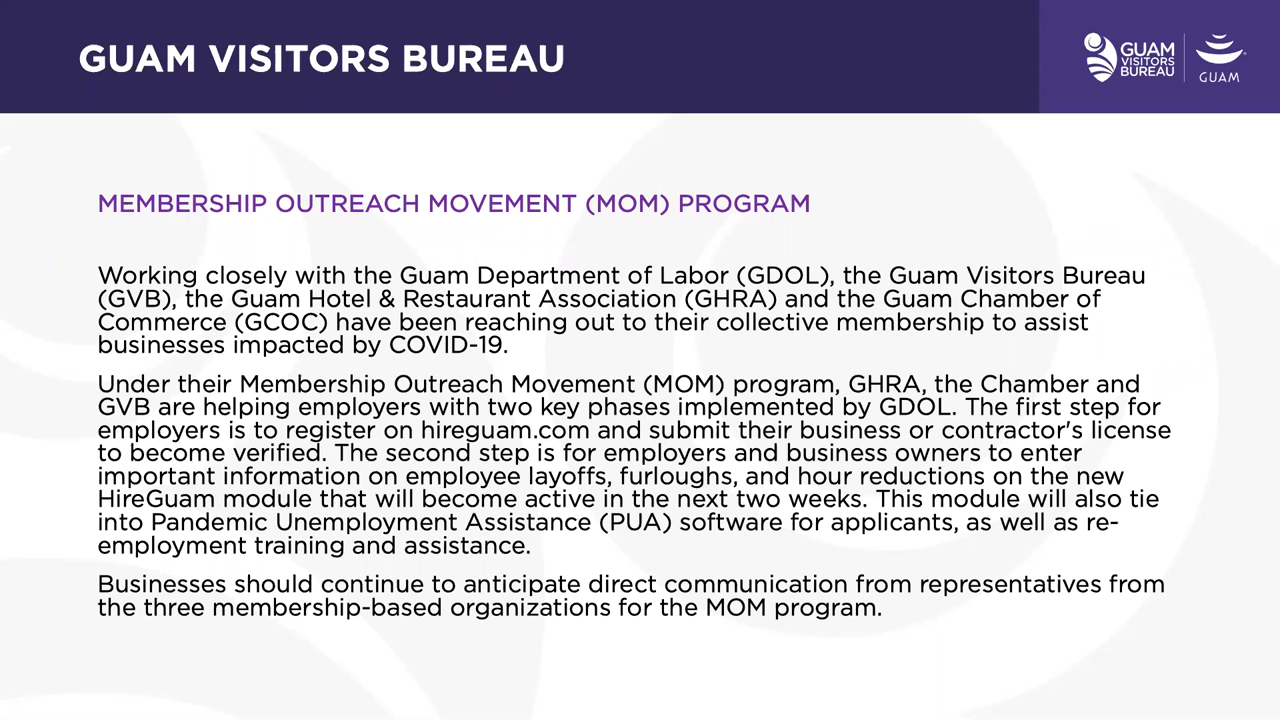 GUAM VISITORS BUREAU
GUAM
VISITORS
BUREAU
GUAM
MEMBERSHIP OUTREACH MOVEMENT (MOM) PROGRAM
Working closely with the Guam Department of Labor (GDOL), the Guam Visitors Bureau
(GVB), the Guam Hotel & Restaurant Association (GHRA) and the Guam Chamber of
Commerce (GCOC) have been reaching out to their collective membership to assist
businesses impacted by COVID-19.
Under their Membership Outreach Movement (MOM) program, GHRA, the Chamber and
GVB are helping employers with two key phases implemented by GDOL. The first step for
employers is to register on hireguam.com and submit their business or contractor's license
to become verified. The second step is for employers and business owners to enter
important information on employee layoffs, furloughs, and hour reductions on the new
HireGuam module that will become active in the next two weeks. This module will also tie
into Pandemic Unemployment Assistance (PUA) software for applicants, as well as re-
employment training and assistance.
Businesses should continue to anticipate direct communication from representatives from
the three membership-based organizations for the MOM program.